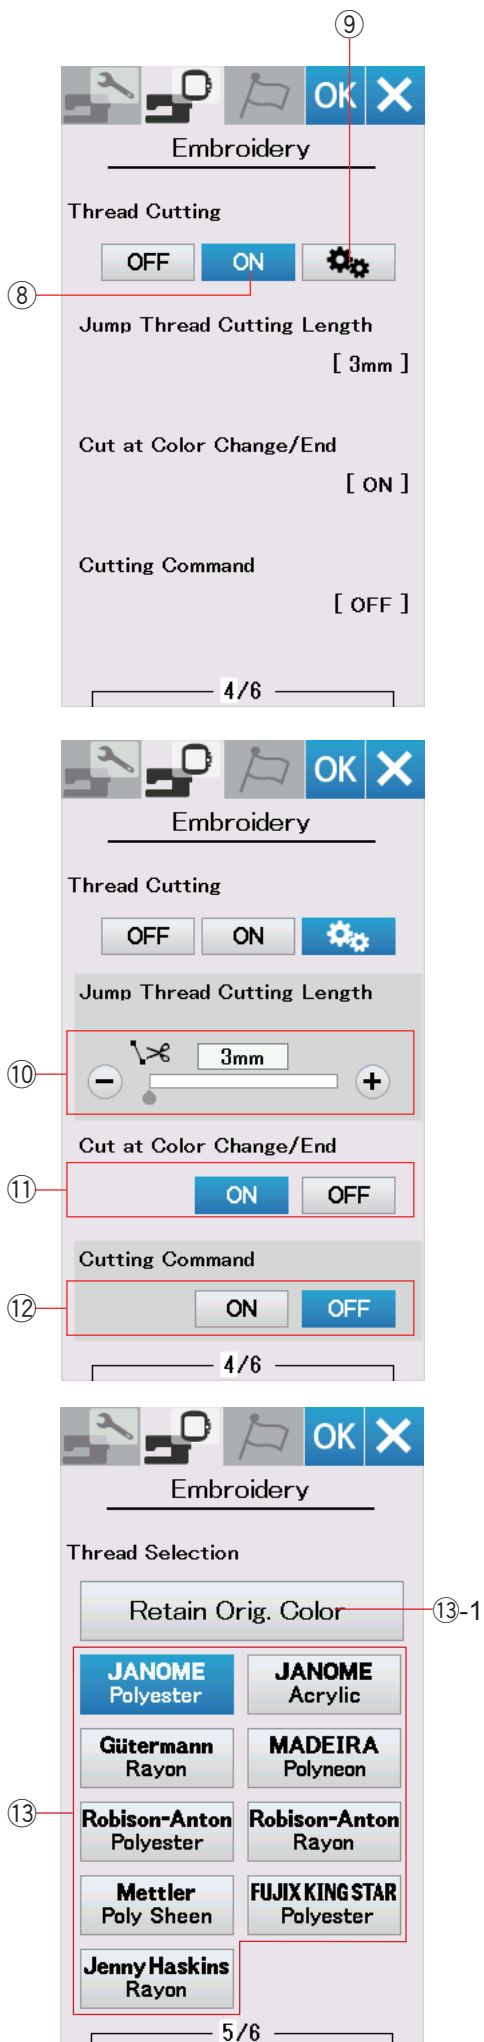 ⑨
OK
Embroidery
Thread Cutting
OFF ON
⑧
Jump Thread Cutting Length
[ 3mm ]
Cut at Color Change/End
[ ON ]
Cutting Command
[ OFF ]
4/6
OK
Embroidery
Thread Cutting
OFF ON
Jump Thread Cutting Length
3mm
⑩ − +
Cut at Color Change/End
⑪ ON OFF
Cutting Command
⑫ ON OFF
4/6
OK
Embroidery
Thread Selection
Retain Orig. Color ⑬-1
JANOME JANOME
Polyester Acrylic
Gütermann MADEIRA
Rayon Polyneon
⑬
Robison-Anton Robison-Anton
Polyester Rayon
Mettler FUJIX KING STAR
Poly Sheen Polyester
Jenny Haskins
Rayon
5/6